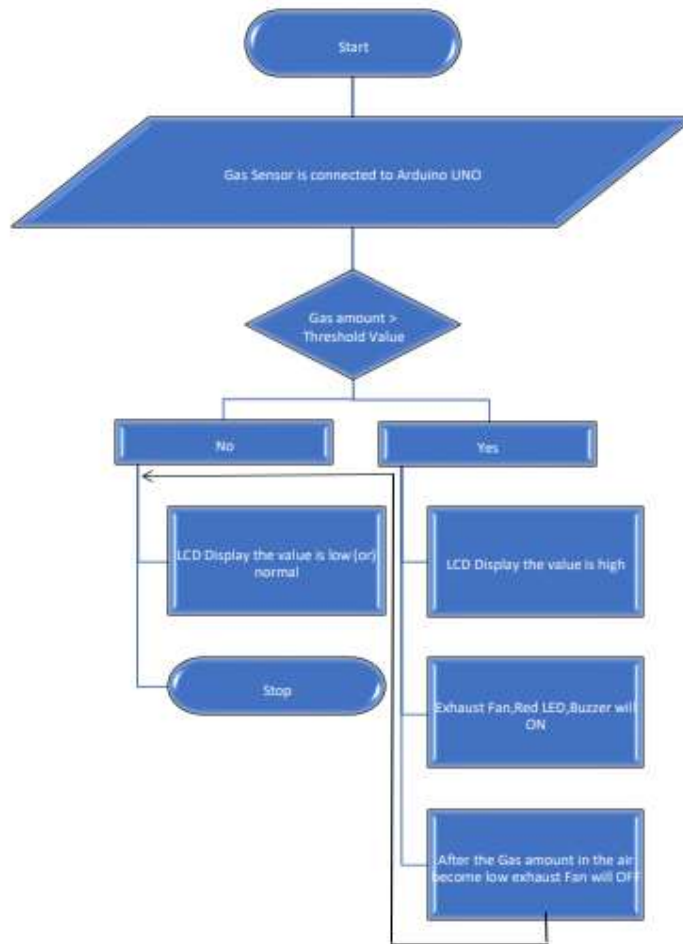 Start
Gas Sensor is connected to Arduino UNO
Gas amount >
Threshold Value
No
Yes
LCD Display the value is low (or)
normal
LCD Display the value is high
Stop
Exhaust Fan,Red LED,Buzzer will
ON
After the Gas amount in the air
become low exhaust Fan will OFF